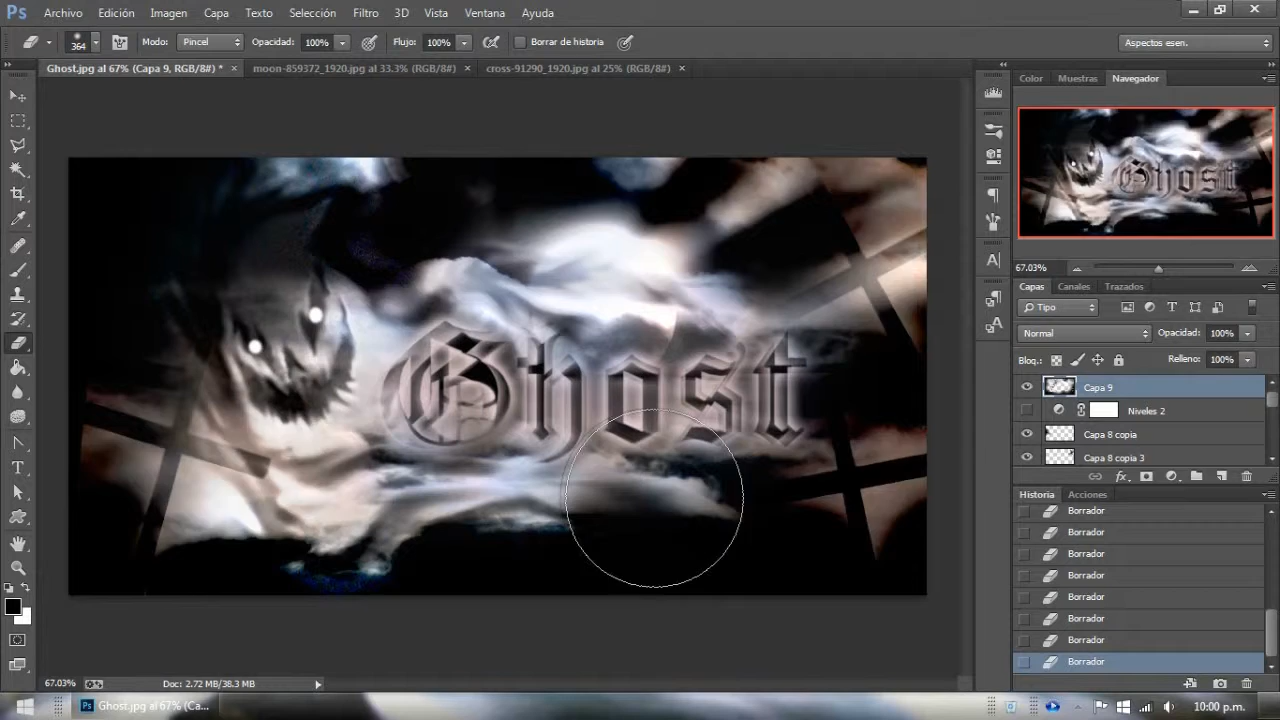 Ps Archivo Edición Imagen Capa Texto Selección Filtro 3D Vista Ventana Ayuda
364 Modo: Pincel Opacidad: 100% Flujo: 100% Borrar de historia Aspectos esen.
Ghost.jpg al 67% (Capa 9, RGB/8#) * × moon-859372_1920.jpg al 33.3% (RGB/8#) × cross-91290_1920.jpg al 25% (RGB/8#) ×
Color Muestras Navegador
Ghost
Ghost
67.03%
Capas Canales Trazados
Tipo
Normal Opacidad: 100%
Bloq.: Relleno: 100%
Capa 9
Niveles 2
Capa 8 copia
Capa 8 copia 3
Historia Acciones
Borrador
Borrador
Borrador
Borrador
Borrador
Borrador
Borrador
Borrador
67.03% Doc: 2.72 MB/38.3 MB
Ps Ghost.jpg al 67% (Ca... 10:00 p.m.